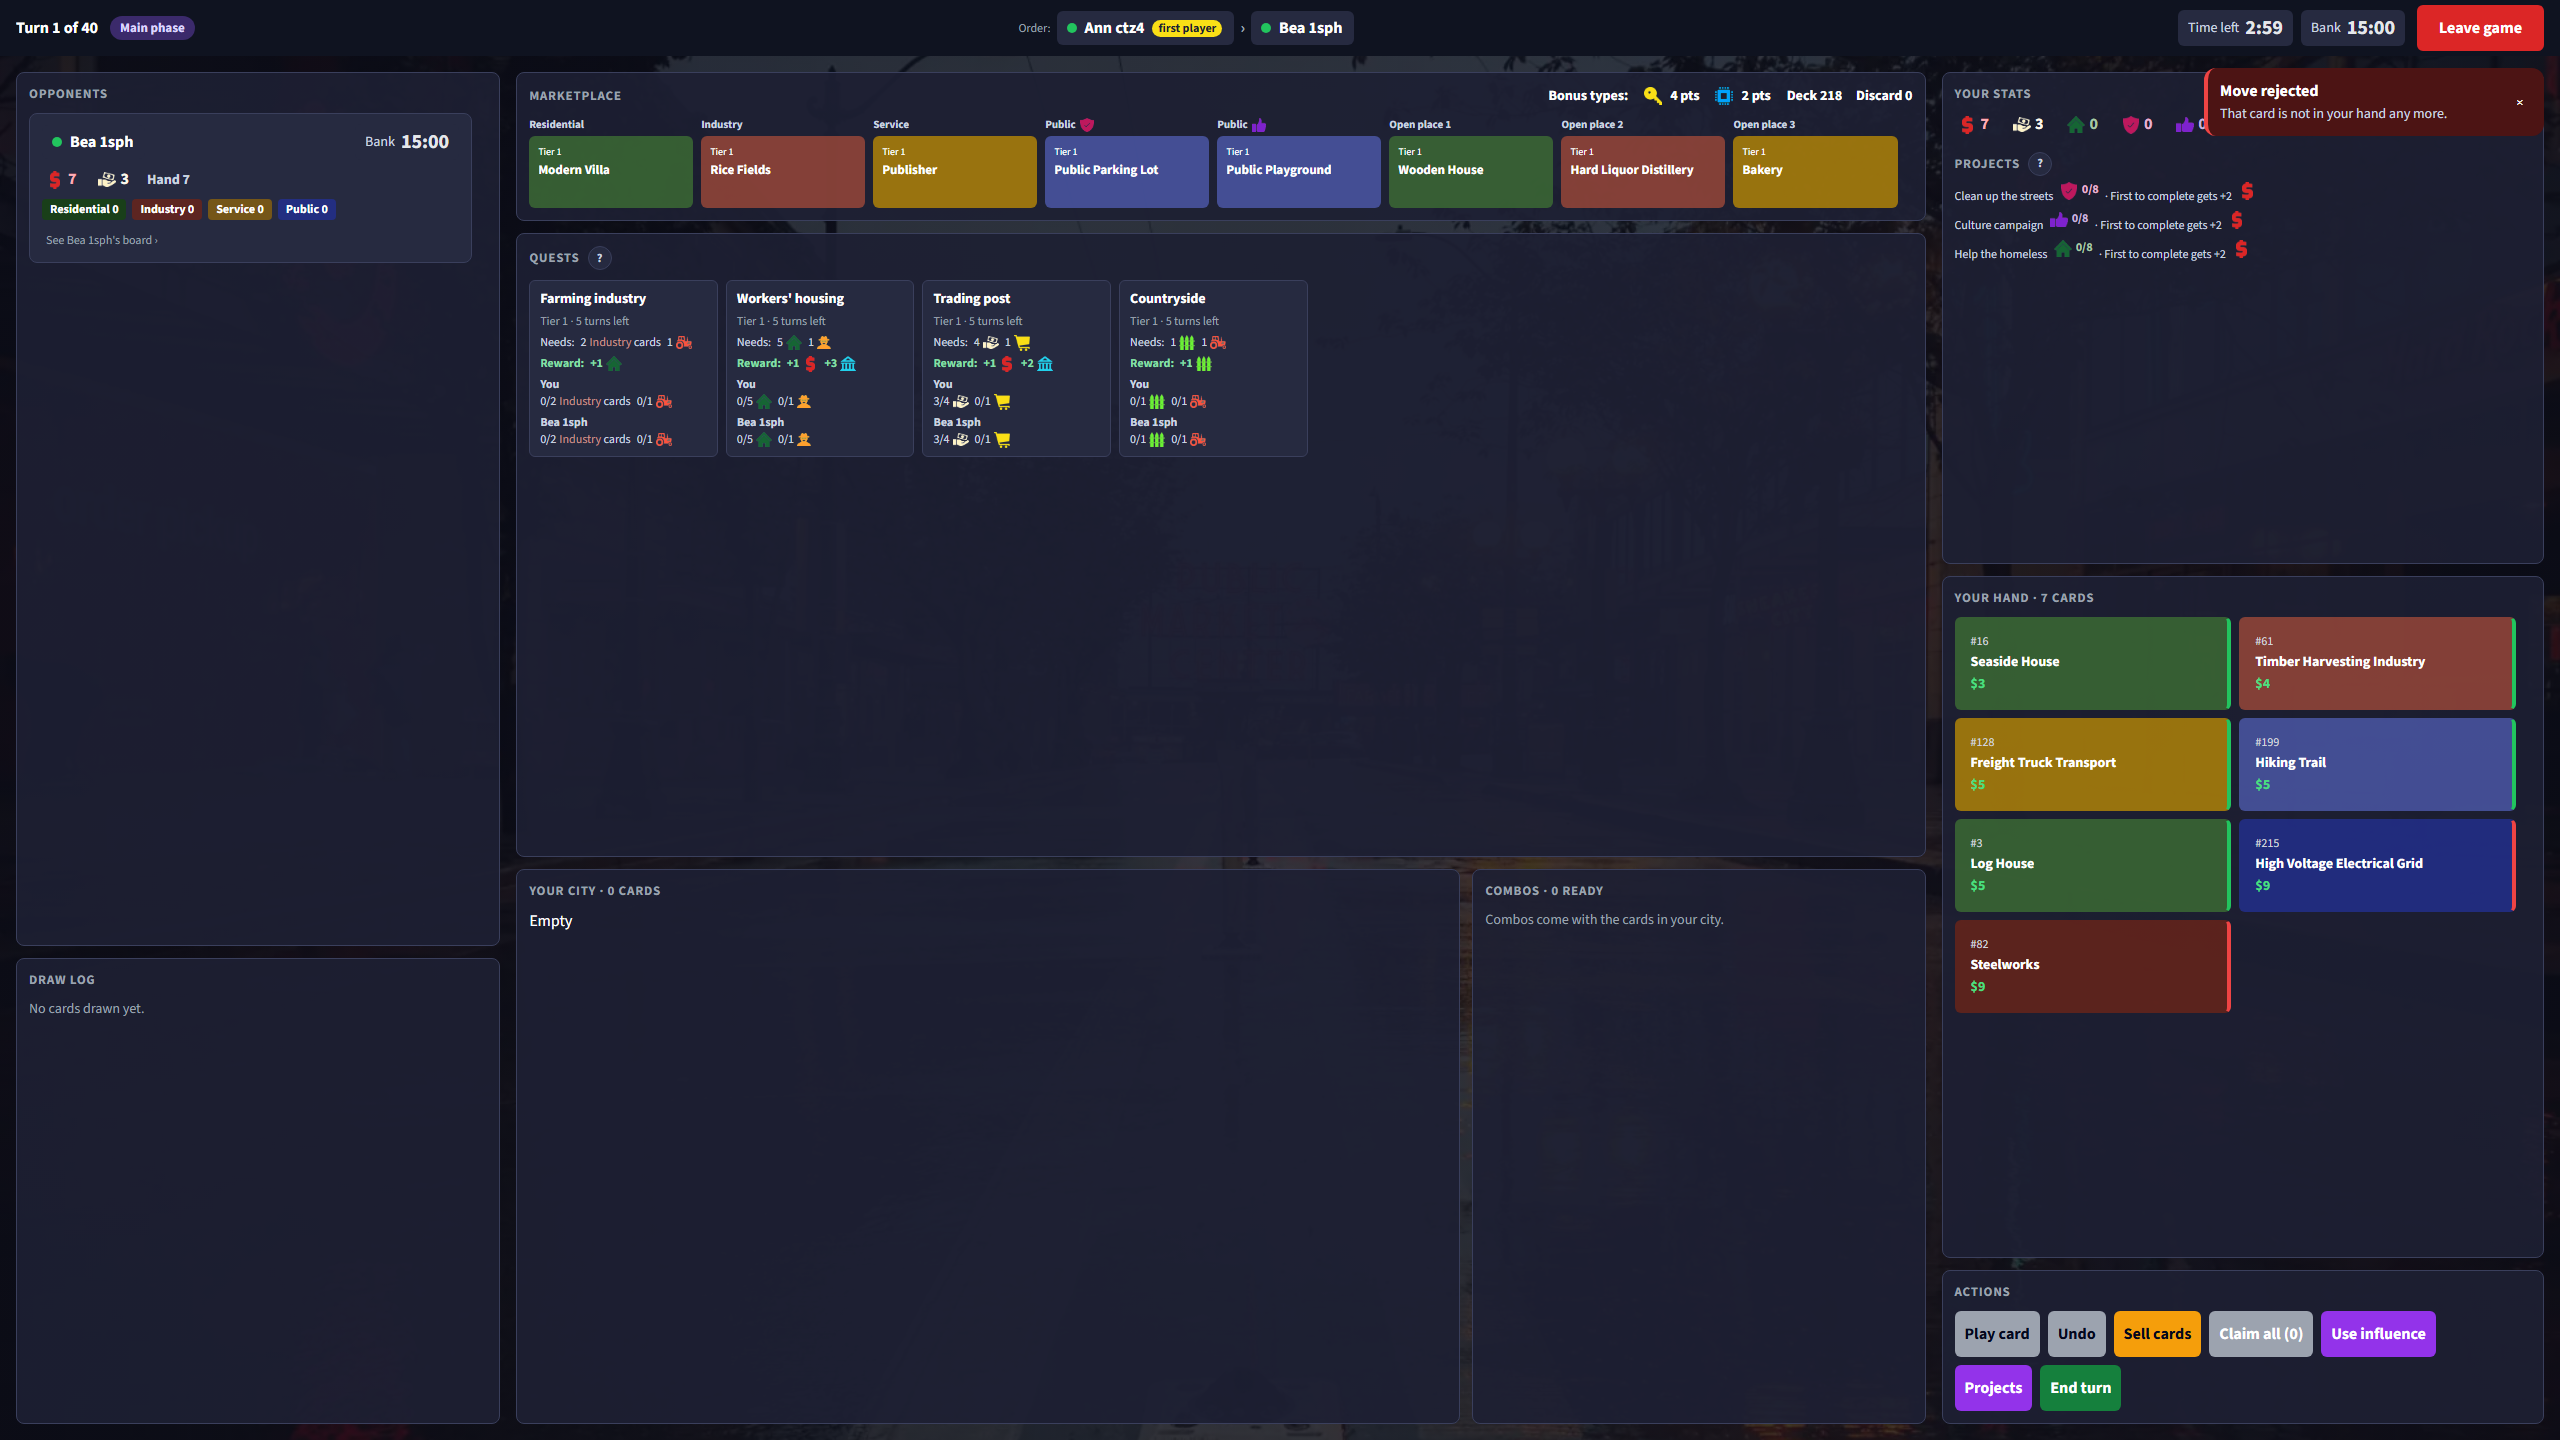 Turn 1 of 40
Main phase
Order:
Ann ctz4 first player › Bea 1sph
Time left 2:59
Bank 15:00
Leave game
OPPONENTS
Bea 1sph
Bank 15:00
7 3 Hand 7
Residential 0 Industry 0 Service 0 Public 0
See Bea 1sph's board ›
DRAW LOG
No cards drawn yet.
MARKETPLACE
Bonus types: 4 pts 2 pts Deck 218 Discard 0
Residential
Tier 1
Modern Villa
Industry
Tier 1
Rice Fields
Service
Tier 1
Publisher
Public
Tier 1
Public Parking Lot
Public
Tier 1
Public Playground
Open place 1
Tier 1
Wooden House
Open place 2
Tier 1
Hard Liquor Distillery
Open place 3
Tier 1
Bakery
QUESTS ?
Farming industry
Tier 1 · 5 turns left
Needs: 2 Industry cards 1
Reward: +1
You
0/2 Industry cards 0/1
Bea 1sph
0/2 Industry cards 0/1
Workers' housing
Tier 1 · 5 turns left
Needs: 5 1
Reward: +1 +3
You
0/5 0/1
Bea 1sph
0/5 0/1
Trading post
Tier 1 · 5 turns left
Needs: 4 1
Reward: +1 +2
You
3/4 0/1
Bea 1sph
3/4 0/1
Countryside
Tier 1 · 5 turns left
Needs: 1 1
Reward: +1
You
0/1 0/1
Bea 1sph
0/1 0/1
YOUR CITY · 0 CARDS
Empty
COMBOS · 0 READY
Combos come with the cards in your city.
YOUR STATS
7 3 0 0 0
Move rejected
That card is not in your hand any more.
×
PROJECTS ?
Clean up the streets 0/8 · First to complete gets +2
Culture campaign 0/8 · First to complete gets +2
Help the homeless 0/8 · First to complete gets +2
YOUR HAND · 7 CARDS
#16
Seaside House
$3
#61
Timber Harvesting Industry
$4
#128
Freight Truck Transport
$5
#199
Hiking Trail
$5
#3
Log House
$5
#215
High Voltage Electrical Grid
$9
#82
Steelworks
$9
ACTIONS
Play card
Undo
Sell cards
Claim all (0)
Use influence
Projects
End turn